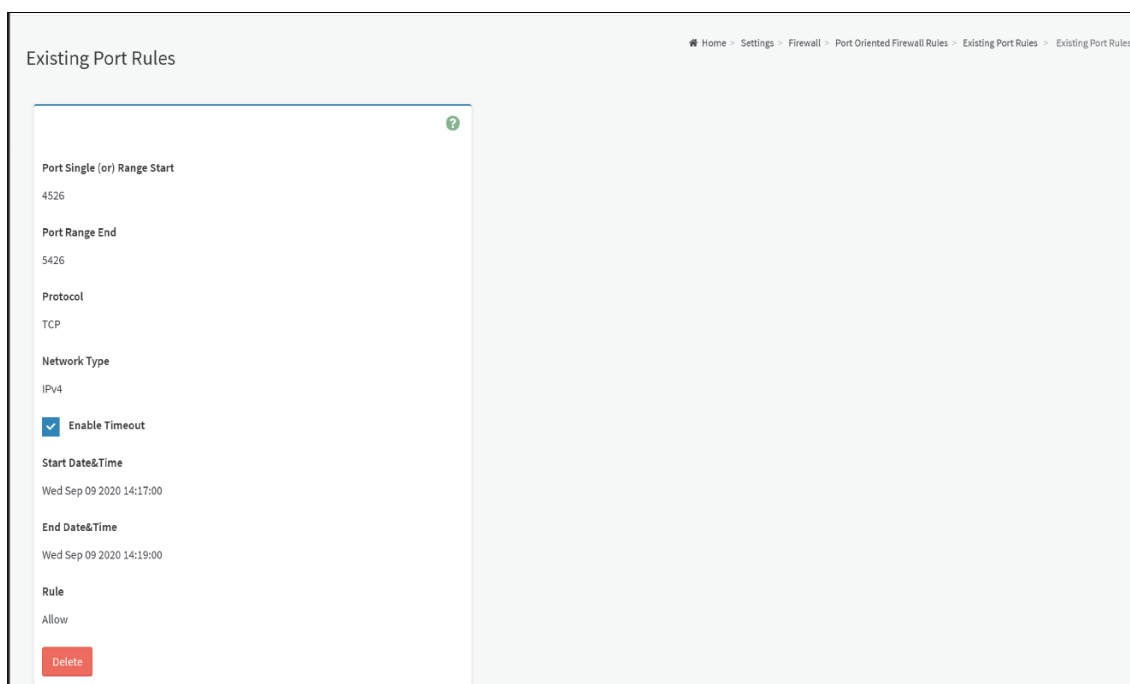 Home > Settings > Firewall > Port Oriented Firewall Rules > Existing Port Rules > Existing Port Rules
Existing Port Rules
Port Single (or) Range Start
4526
Port Range End
5426
Protocol
TCP
Network Type
IPv4
Enable Timeout
Start Date&Time
Wed Sep 09 2020 14:17:00
End Date&Time
Wed Sep 09 2020 14:19:00
Rule
Allow
Delete